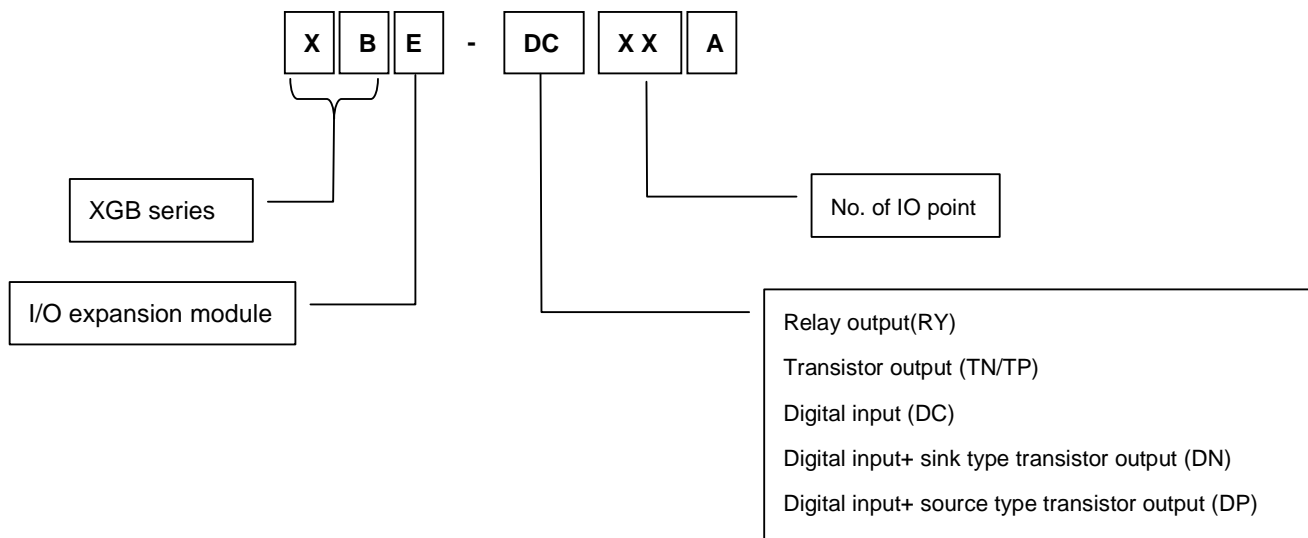 X B E - DC X X A
XGB series
No. of IO point
I/O expansion module
Relay output(RY)
Transistor output (TN/TP)
Digital input (DC)
Digital input+ sink type transistor output (DN)
Digital input+ source type transistor output (DP)